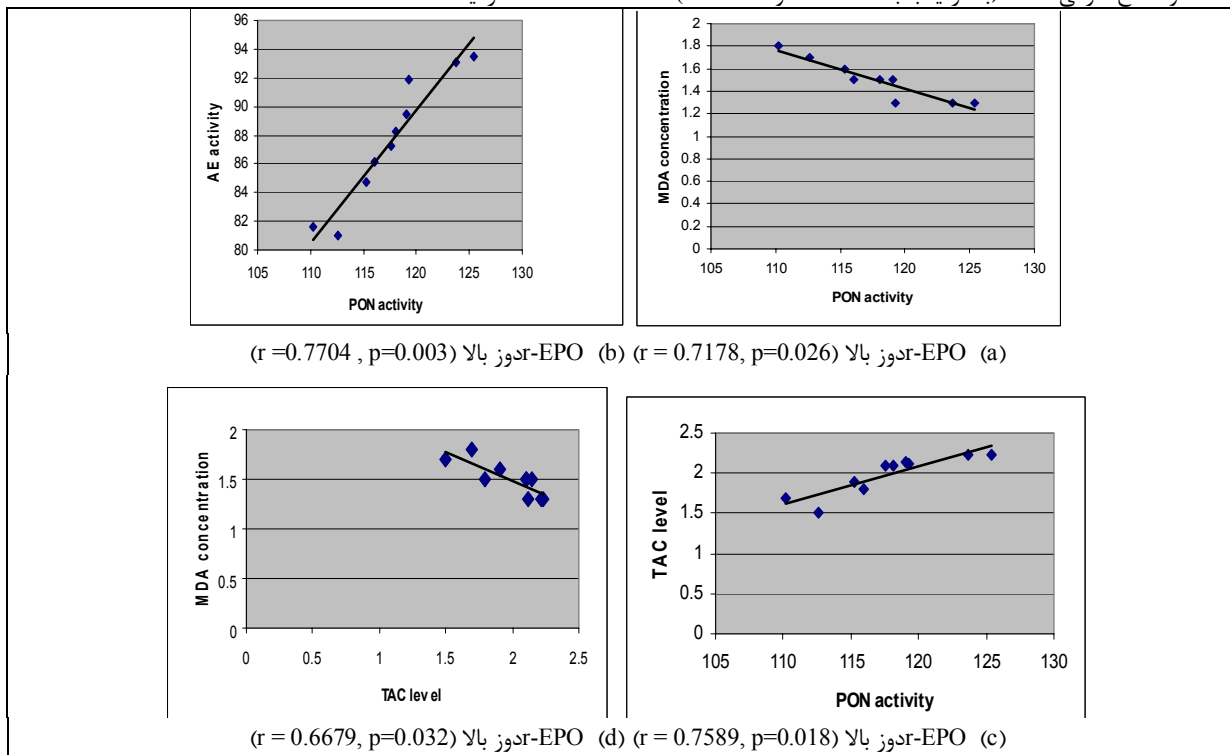 AE activity
96
94
92
90
88
86
84
82
80
105 110 115 120 125 130
PON activity
MDA concentration
2
1.8
1.6
1.4
1.2
1
0.8
0.6
0.4
0.2
0
105 110 115 120 125 130
PON activity
(a) r-EPO دوز بالا (r = 0.7178, p=0.026) (b) r-EPO دوز بالا (r =0.7704 , p=0.003)
MDA concentration
2
1.5
1
0.5
0
0 0.5 1 1.5 2 2.5
TAC level
TAC level
2.5
2
1.5
1
0.5
0
105 110 115 120 125 130
PON activity
(c) r-EPO دوز بالا (r = 0.7589, p=0.018) (d) r-EPO دوز بالا (r = 0.6679, p=0.032)